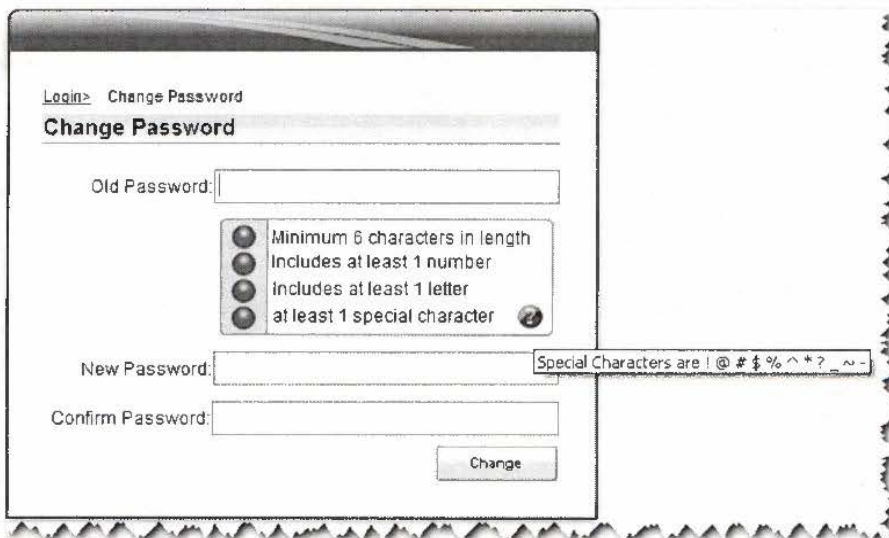 Login> Change Password
Change Password
Old Password:
Minimum 6 characters in length
Includes at least 1 number
Includes at least 1 letter
at least 1 special character ?
New Password:
Special Characters are ! @ # $ % ^ * ? _ ~ -
Confirm Password:
Change